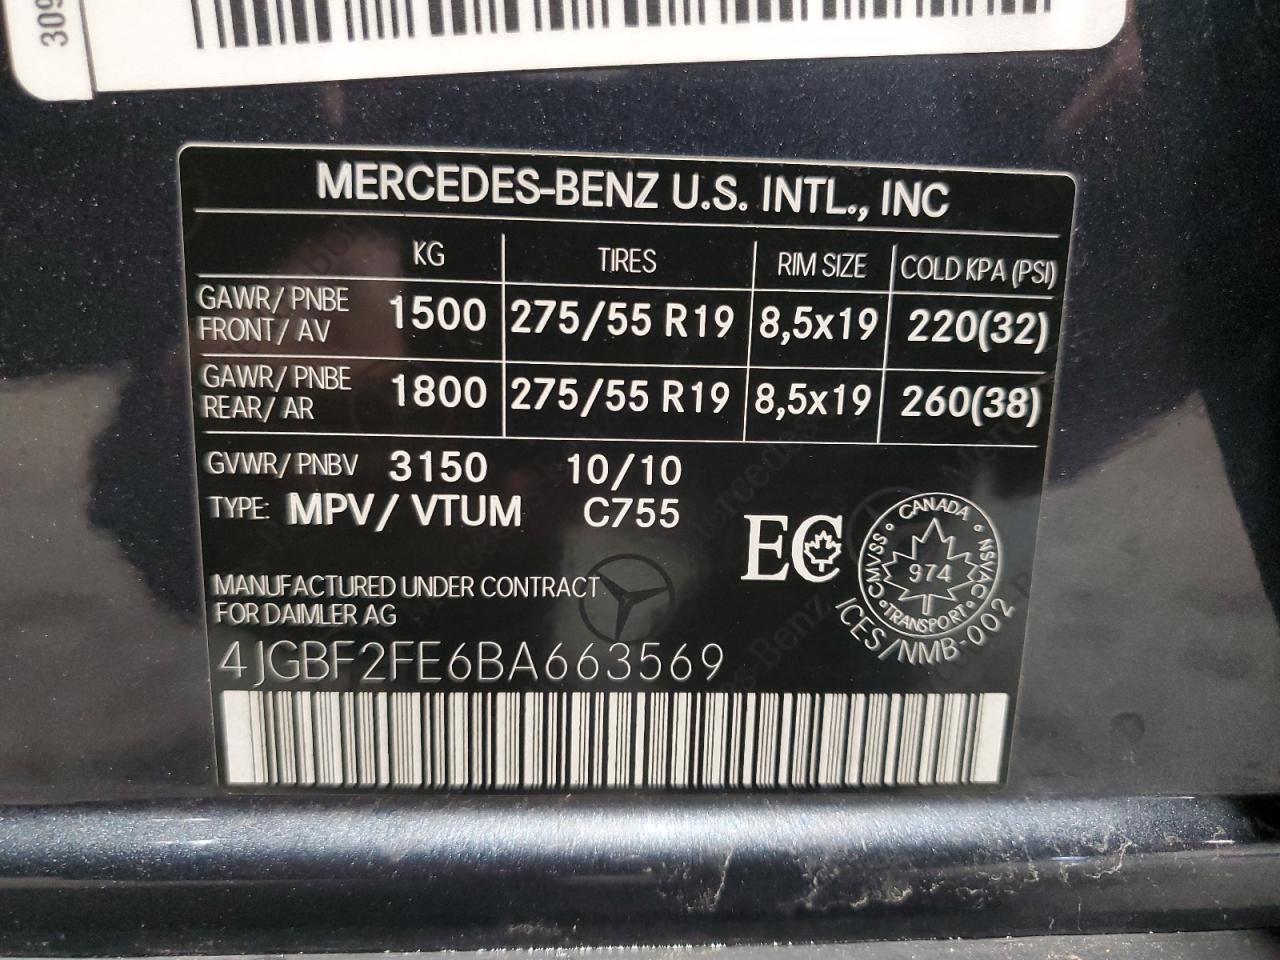 309
MERCEDES-BENZ U.S. INTL., INC
KG TIRES RIM SIZE COLD KPA (PSI)
GAWR/ PNBE
FRONT/ AV 1500 275/55 R19 8,5x19 220(32)
GAWR/ PNBE
REAR/ AR 1800 275/55 R19 8,5x19 260(38)
GVWR/ PNBV 3150 10/10
TYPE: MPV/ VTUM C755
EC
CANADA
CMVSS NSVAC
974
TRANSPORT
ICES/NMB-002
MANUFACTURED UNDER CONTRACT
FOR DAIMLER AG
4JGBF2FE6BA663569